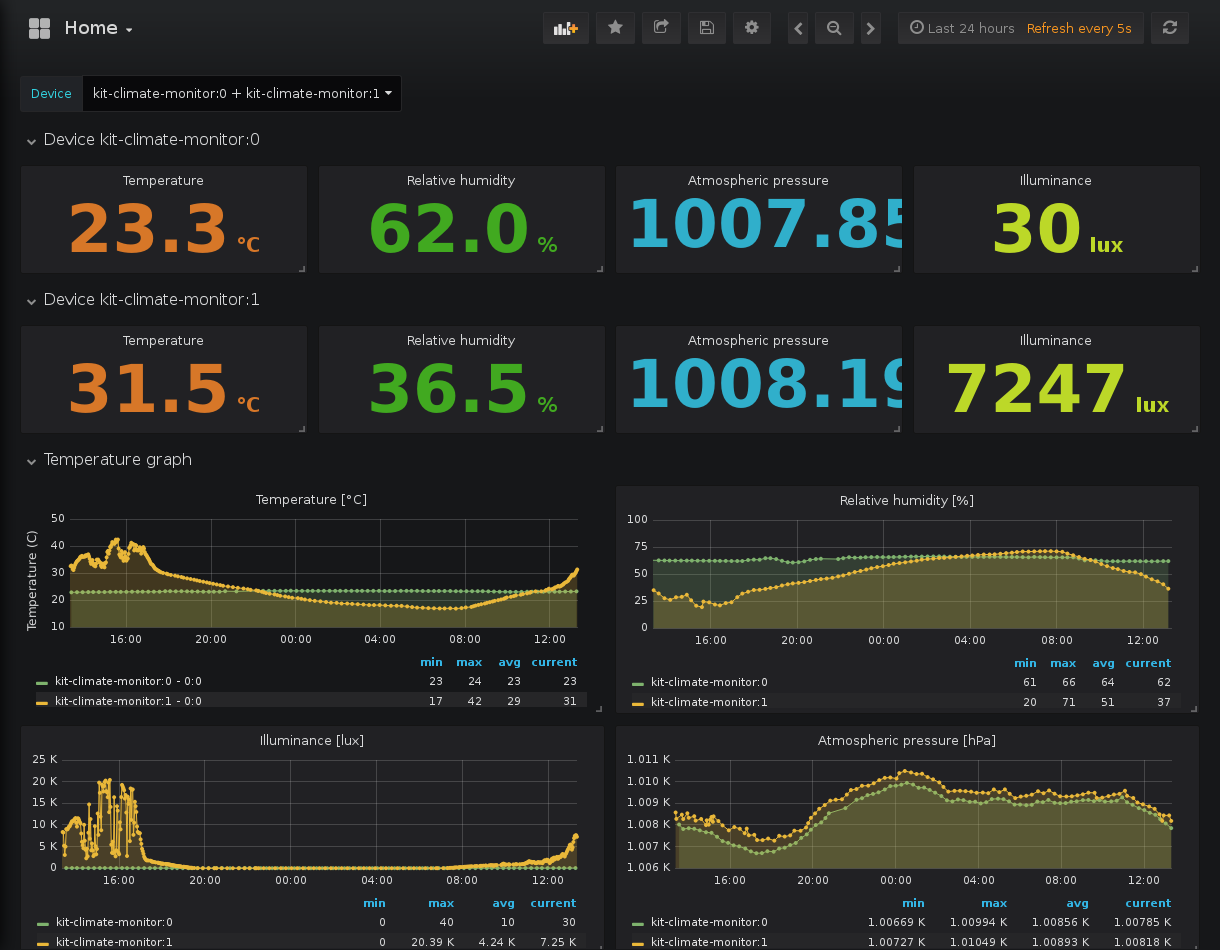 Home
Last 24 hours Refresh every 5s
Device kit-climate-monitor:0 + kit-climate-monitor:1
Device kit-climate-monitor:0
Temperature Relative humidity Atmospheric pressure Illuminance
23.3 °C 62.0 % 1007.85 30 lux
Device kit-climate-monitor:1
Temperature Relative humidity Atmospheric pressure Illuminance
31.5 °C 36.5 % 1008.19 7247 lux
Temperature graph
Temperature [°C]
Temperature (C)
50
40
30
20
10
16:00 20:00 00:00 04:00 08:00 12:00
min max avg current
kit-climate-monitor:0 - 0:0 23 24 23 23
kit-climate-monitor:1 - 0:0 17 42 29 31
Relative humidity [%]
100
75
50
25
0
16:00 20:00 00:00 04:00 08:00 12:00
min max avg current
kit-climate-monitor:0 61 66 64 62
kit-climate-monitor:1 20 71 51 37
Illuminance [lux]
25 K
20 K
15 K
10 K
5 K
0
16:00 20:00 00:00 04:00 08:00 12:00
min max avg current
kit-climate-monitor:0 0 40 10 30
kit-climate-monitor:1 0 20.39 K 4.24 K 7.25 K
Atmospheric pressure [hPa]
1.011 K
1.010 K
1.009 K
1.008 K
1.007 K
1.006 K
16:00 20:00 00:00 04:00 08:00 12:00
min max avg current
kit-climate-monitor:0 1.00669 K 1.00994 K 1.00856 K 1.00785 K
kit-climate-monitor:1 1.00727 K 1.01049 K 1.00893 K 1.00818 K